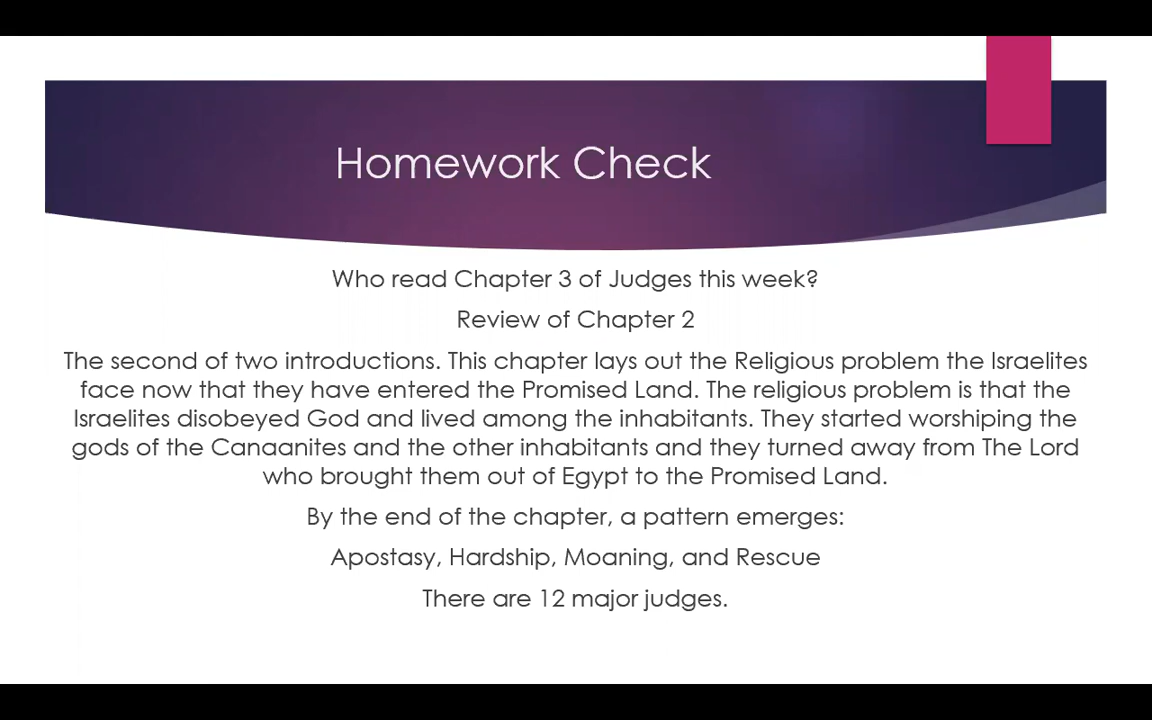 Homework Check
Who read Chapter 3 of Judges this week?
Review of Chapter 2
The second of two introductions. This chapter lays out the Religious problem the Israelites
face now that they have entered the Promised Land. The religious problem is that the
Israelites disobeyed God and lived among the inhabitants. They started worshiping the
gods of the Canaanites and the other inhabitants and they turned away from The Lord
who brought them out of Egypt to the Promised Land.
By the end of the chapter, a pattern emerges:
Apostasy, Hardship, Moaning, and Rescue
There are 12 major judges.